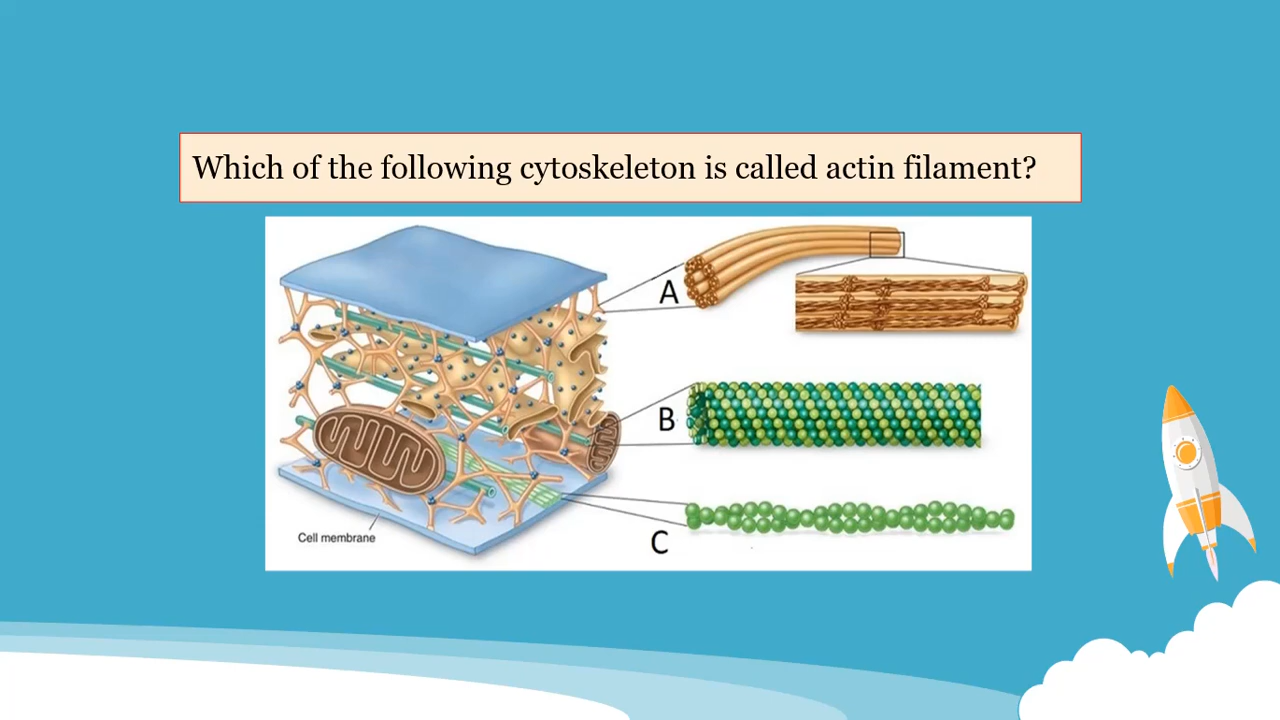 Which of the following cytoskeleton is called actin filament?
A
B
C
Cell membrane